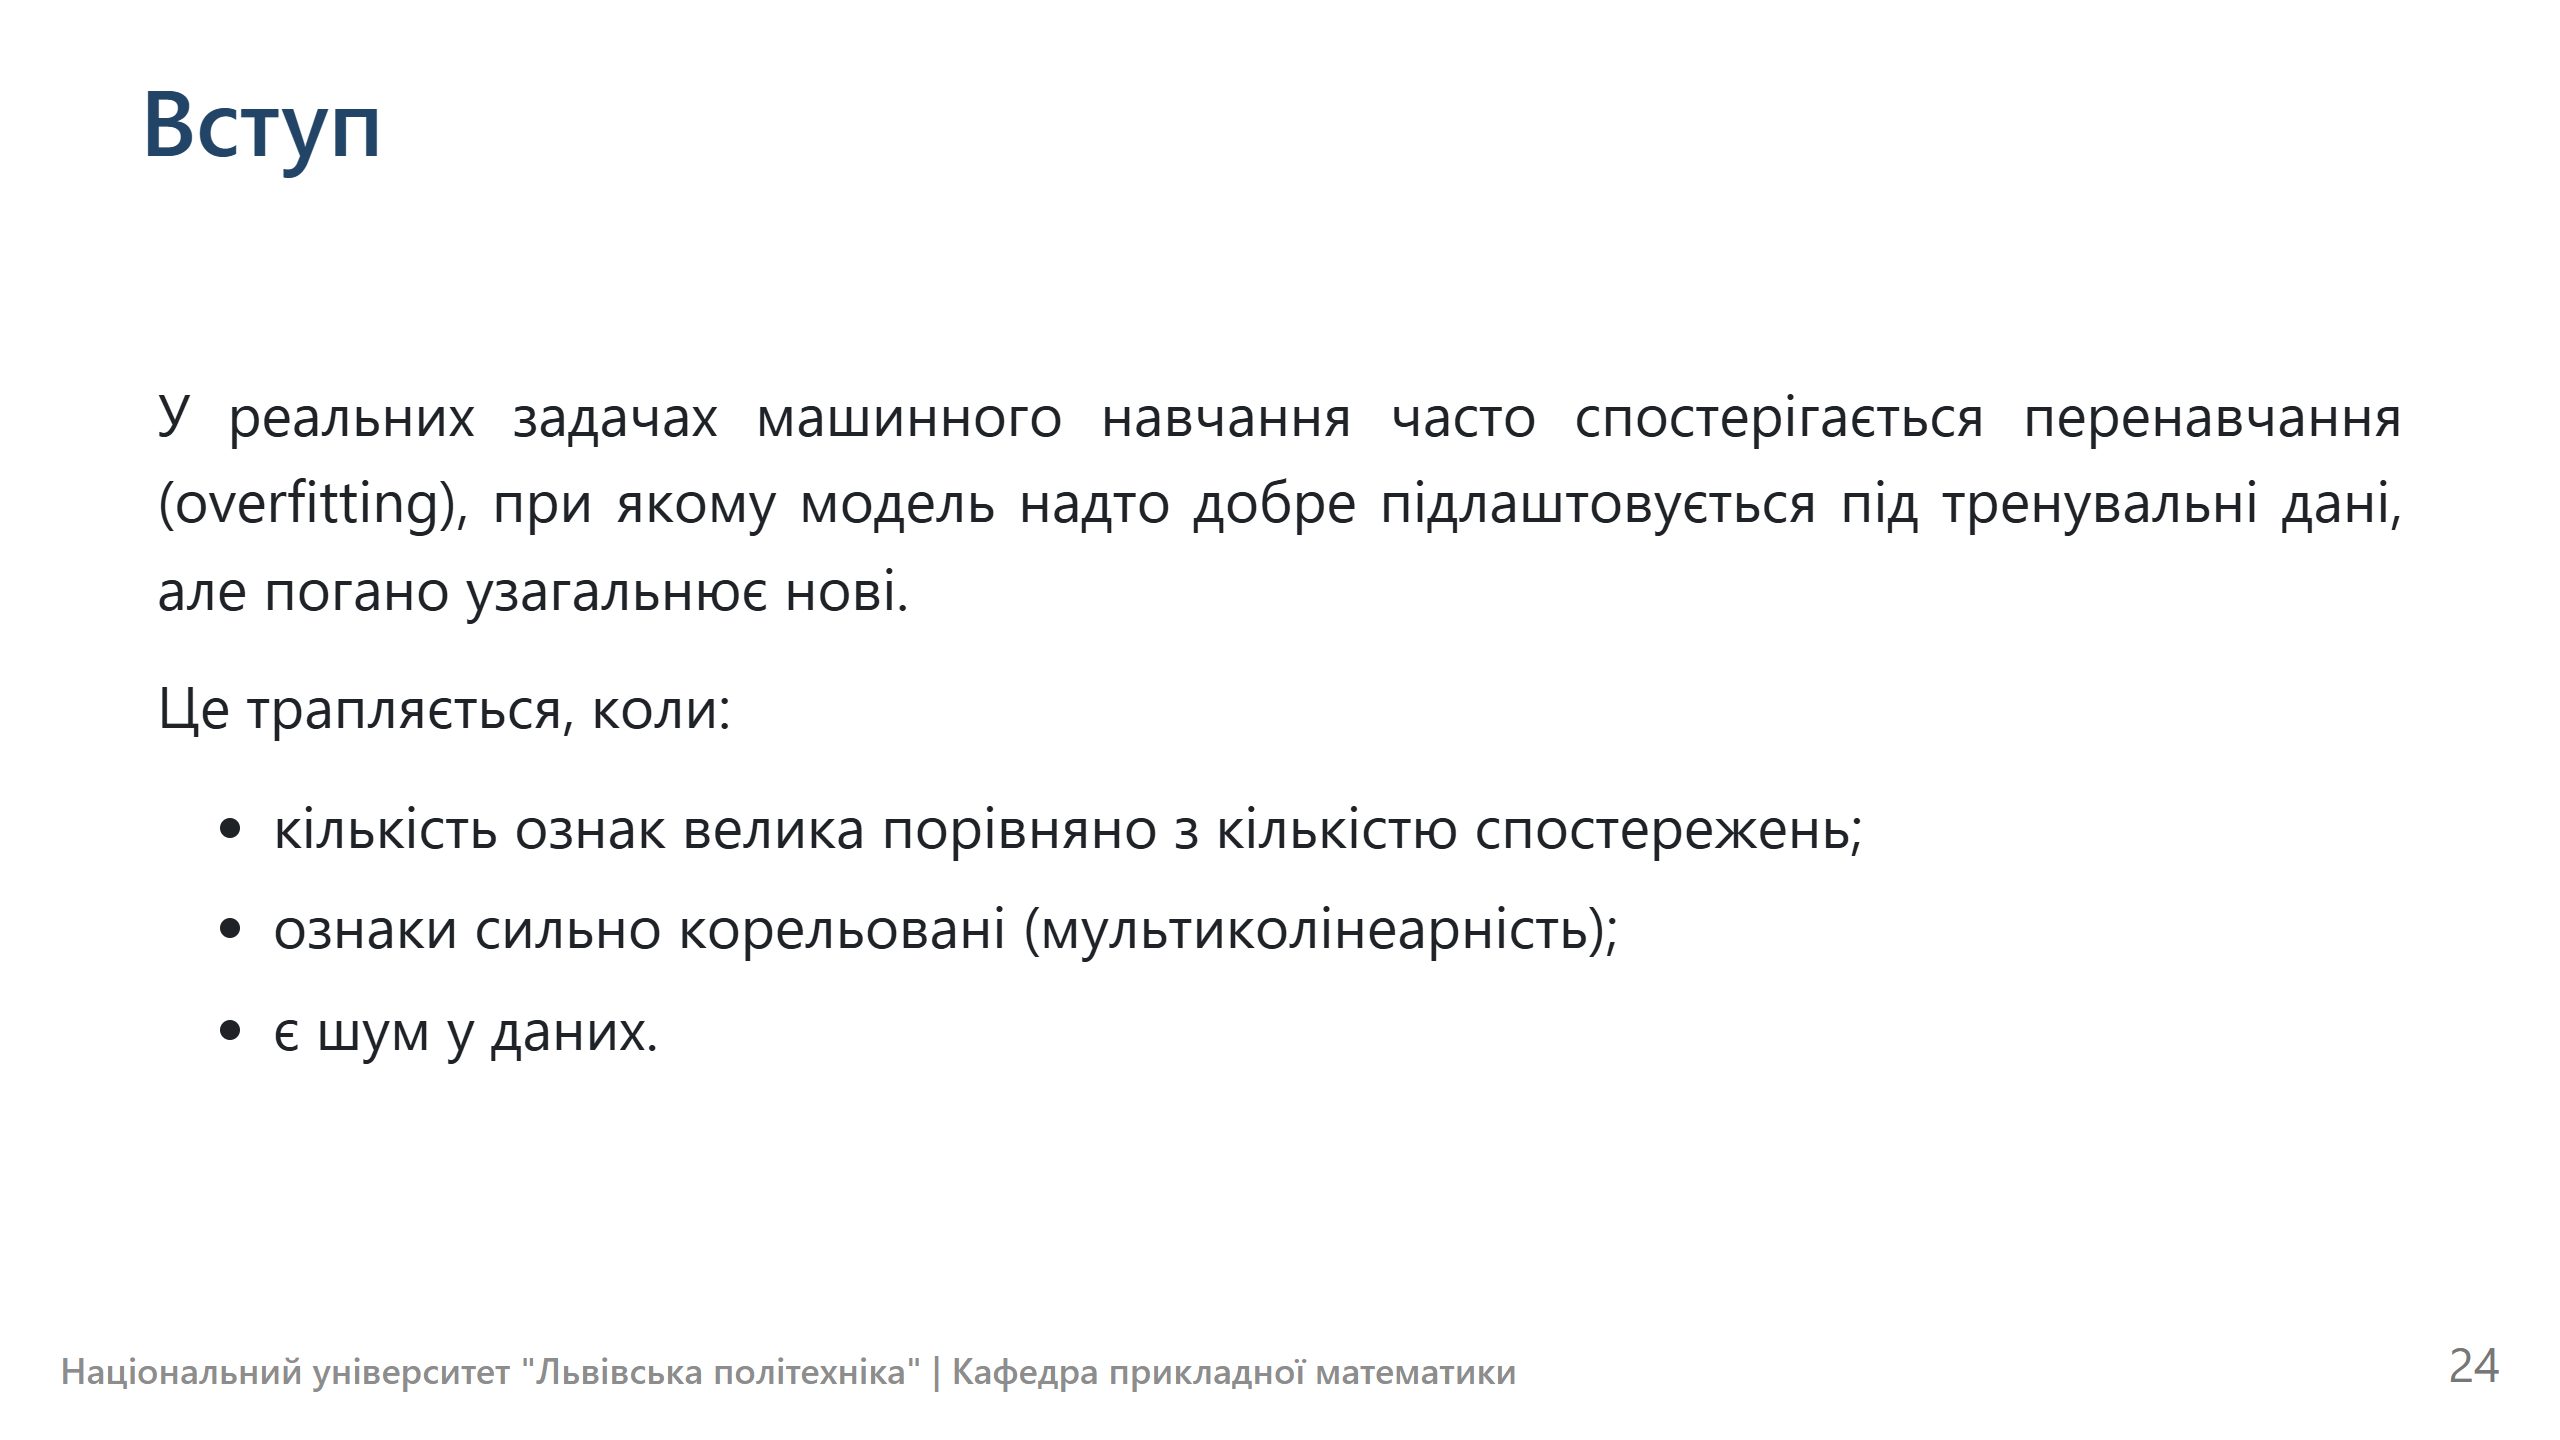 Вступ
У реальних задачах машинного навчання часто спостерігається перенавчання
(overfitting), при якому модель надто добре підлаштовується під тренувальні дані,
але погано узагальнює нові.
Це трапляється, коли:
• кількість ознак велика порівняно з кількістю спостережень;
• ознаки сильно корельовані (мультиколінеарність);
• є шум у даних.
Національний університет "Львівська політехніка" | Кафедра прикладної математики
24